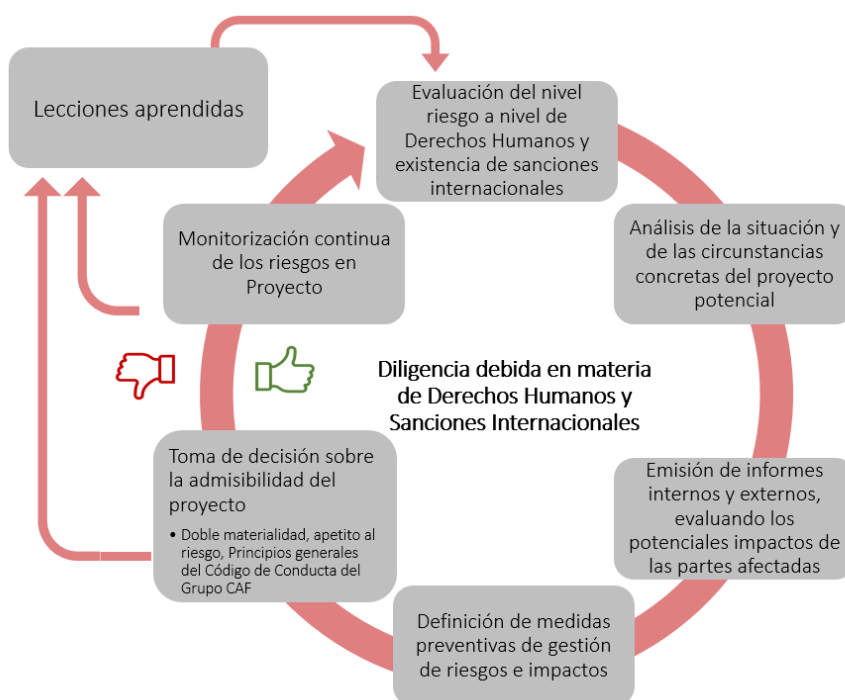 Lecciones aprendidas
Evaluación del nivel
riesgo a nivel de
Derechos Humanos y
existencia de sanciones
internacionales
Análisis de la situación y
de las circunstancias
concretas del proyecto
potencial
Emisión de informes
internos y externos,
evaluando los
potenciales impactos de
las partes afectadas
Definición de medidas
preventivas de gestión
de riesgos e impactos
Toma de decisión sobre
la admisibilidad del
proyecto
• Doble materialidad, apetito al
riesgo, Principios generales
del Código de Conducta del
Grupo CAF
Monitorización continua
de los riesgos en
Proyecto
Diligencia debida en materia
de Derechos Humanos y
Sanciones Internacionales